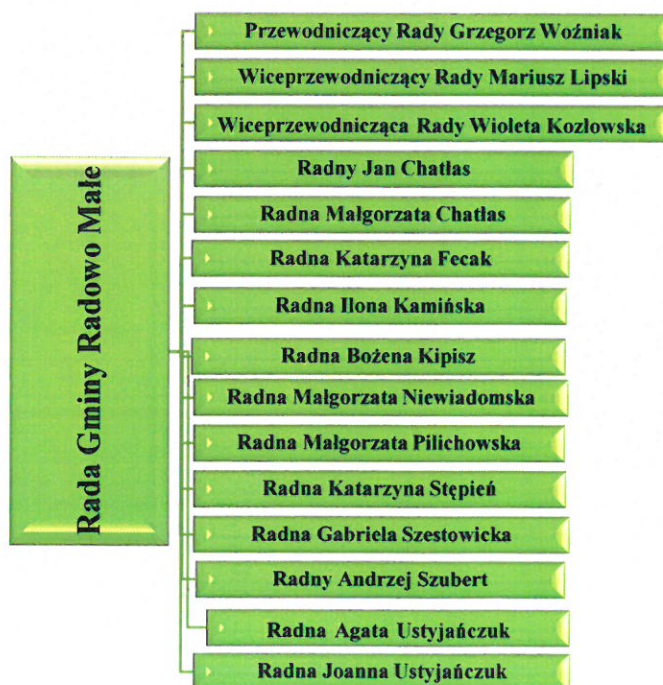 Rada Gminy Radowo Małe
Przewodniczący Rady Grzegorz Woźniak
Wiceprzewodniczący Rady Mariusz Lipski
Wiceprzewodnicząca Rady Wioleta Kozłowska
Radny Jan Chatłas
Radna Małgorzata Chatłas
Radna Katarzyna Fecak
Radna Ilona Kamińska
Radna Bożena Kipisz
Radna Małgorzata Niewiadomska
Radna Małgorzata Pilichowska
Radna Katarzyna Stępień
Radna Gabriela Szestowicka
Radny Andrzej Szubert
Radna Agata Ustyjańczuk
Radna Joanna Ustyjańczuk